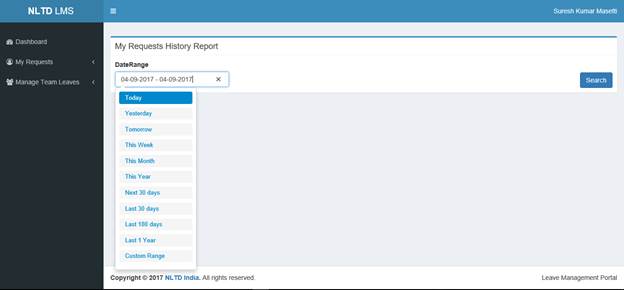 NLTD LMS
Suresh Kumar Masetti
Dashboard
My Requests
Manage Team Leaves
My Requests History Report
DateRange
04-09-2017 - 04-09-2017
Search
Today
Yesterday
Tomorrow
This Week
This Month
This Year
Next 30 days
Last 30 days
Last 180 days
Last 1 Year
Custom Range
Copyright © 2017 NLTD India. All rights reserved.
Leave Management Portal